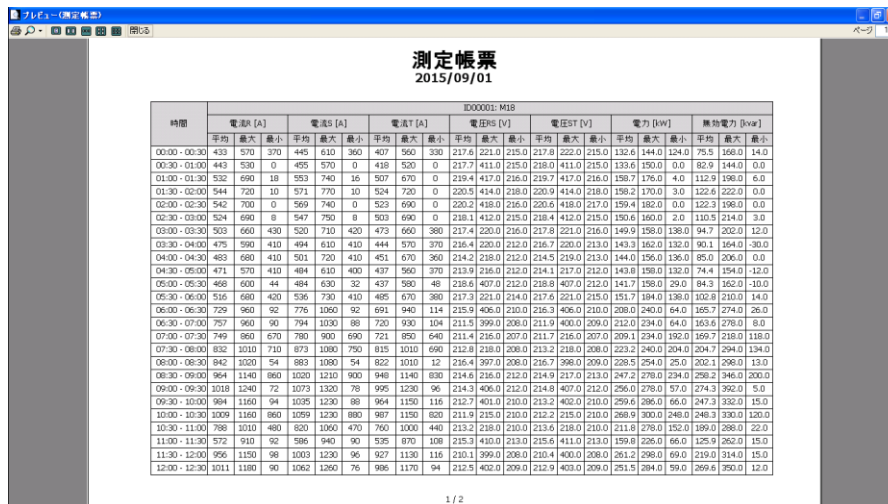 プレビュー(測定帳票)
閉じる ページ 1
測定帳票
2015/09/01
時間 ID00001: M18
電流R [A] 電流S [A] 電流T [A] 電圧RS [V] 電圧ST [V] 電力 [kW] 無効電力 [kvar]
平均 最大 最小 平均 最大 最小 平均 最大 最小 平均 最大 最小 平均 最大 最小 平均 最大 最小 平均 最大 最小
00:00 - 00:30 433 570 370 445 610 360 407 560 330 217.6 221.0 215.0 217.8 222.0 215.0 132.6 144.0 124.0 75.5 168.0 14.0
00:30 - 01:00 443 530 0 455 570 0 418 520 0 217.7 411.0 215.0 218.0 411.0 215.0 133.6 150.0 0.0 82.9 144.0 0.0
01:00 - 01:30 532 690 18 553 740 16 507 670 0 219.4 417.0 216.0 219.7 417.0 216.0 158.7 176.0 4.0 112.9 198.0 6.0
01:30 - 02:00 544 720 10 571 770 10 524 720 0 220.5 414.0 218.0 220.9 414.0 218.0 158.2 170.0 3.0 122.6 222.0 0.0
02:00 - 02:30 542 700 0 569 740 0 523 690 0 220.2 418.0 216.0 220.6 418.0 217.0 159.4 182.0 0.0 122.3 198.0 0.0
02:30 - 03:00 524 690 8 547 750 8 503 690 0 218.1 412.0 215.0 218.4 412.0 215.0 150.6 160.0 2.0 110.5 214.0 3.0
03:00 - 03:30 503 660 430 520 710 420 473 660 380 217.4 220.0 216.0 217.8 221.0 216.0 149.9 158.0 138.0 94.7 202.0 12.0
03:30 - 04:00 475 590 410 494 610 410 444 570 370 216.4 220.0 212.0 216.7 220.0 213.0 143.3 162.0 132.0 90.1 164.0 -30.0
04:00 - 04:30 483 680 410 501 720 410 451 670 360 214.2 218.0 212.0 214.5 219.0 213.0 144.0 156.0 136.0 85.0 206.0 0.0
04:30 - 05:00 471 570 410 484 610 400 437 560 370 213.9 216.0 212.0 214.1 217.0 212.0 143.8 158.0 132.0 74.4 154.0 -12.0
05:00 - 05:30 468 600 44 484 630 32 437 580 48 218.6 407.0 212.0 218.8 407.0 212.0 141.7 158.0 29.0 84.3 162.0 -10.0
05:30 - 06:00 516 680 420 536 730 410 485 670 380 217.3 221.0 214.0 217.6 221.0 215.0 151.7 184.0 138.0 102.8 210.0 14.0
06:00 - 06:30 729 960 92 776 1060 92 691 940 114 215.9 406.0 210.0 216.3 406.0 210.0 208.0 240.0 64.0 165.7 274.0 26.0
06:30 - 07:00 757 960 90 794 1030 88 720 930 104 211.5 399.0 208.0 211.9 400.0 209.0 212.0 234.0 64.0 163.6 278.0 8.0
07:00 - 07:30 749 860 670 780 900 690 721 850 640 211.4 216.0 207.0 211.7 216.0 207.0 209.1 234.0 192.0 169.7 218.0 118.0
07:30 - 08:00 832 1010 710 873 1080 750 815 1010 690 212.8 218.0 208.0 213.2 218.0 208.0 223.2 240.0 204.0 204.7 294.0 134.0
08:00 - 08:30 842 1020 54 883 1080 54 822 1010 12 216.4 397.0 208.0 216.7 398.0 209.0 228.5 254.0 25.0 202.1 298.0 13.0
08:30 - 09:00 964 1140 860 1020 1210 900 948 1140 830 214.6 216.0 212.0 214.9 217.0 213.0 247.2 278.0 234.0 258.2 346.0 200.0
09:00 - 09:30 1018 1240 72 1073 1320 78 995 1230 96 214.3 406.0 212.0 214.8 407.0 212.0 256.0 278.0 57.0 274.3 392.0 5.0
09:30 - 10:00 984 1160 94 1035 1230 88 964 1150 116 212.7 401.0 210.0 213.2 402.0 210.0 259.6 286.0 66.0 247.3 332.0 15.0
10:00 - 10:30 1009 1160 860 1059 1230 880 987 1150 820 211.9 215.0 210.0 212.2 215.0 210.0 268.9 300.0 248.0 248.3 330.0 120.0
10:30 - 11:00 788 1010 480 820 1060 470 760 1000 440 213.2 218.0 210.0 213.6 218.0 210.0 211.8 278.0 152.0 189.0 288.0 22.0
11:00 - 11:30 572 910 92 586 940 90 535 870 108 215.3 410.0 213.0 215.6 411.0 213.0 159.8 226.0 66.0 125.9 262.0 15.0
11:30 - 12:00 956 1150 98 1003 1230 96 927 1130 116 210.1 399.0 208.0 210.4 400.0 208.0 261.2 298.0 69.0 219.0 314.0 15.0
12:00 - 12:30 1011 1180 90 1062 1260 76 986 1170 94 212.5 402.0 209.0 212.9 403.0 209.0 251.5 284.0 59.0 269.6 350.0 12.0
1 / 2